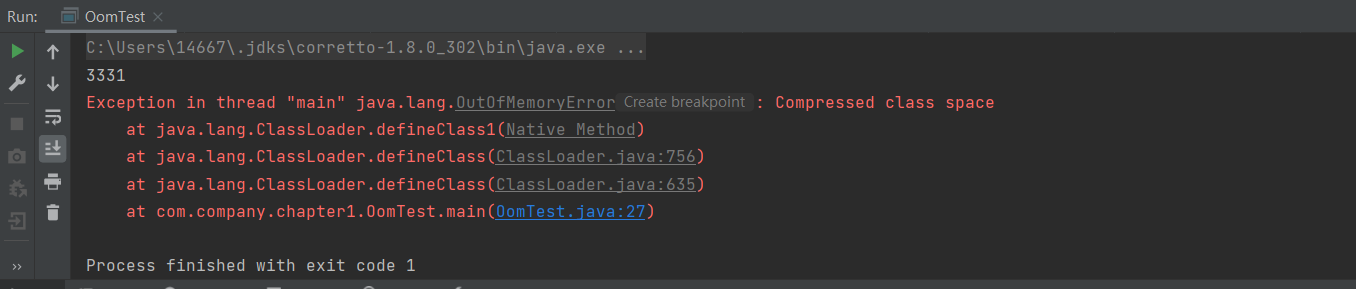 Run: OomTest
C:\Users\14667\.jdks\corretto-1.8.0_302\bin\java.exe ...
3331
Exception in thread "main" java.lang.OutOfMemoryError Create breakpoint : Compressed class space
at java.lang.ClassLoader.defineClass1(Native Method)
at java.lang.ClassLoader.defineClass(ClassLoader.java:756)
at java.lang.ClassLoader.defineClass(ClassLoader.java:635)
at com.company.chapter1.OomTest.main(OomTest.java:27)
Process finished with exit code 1